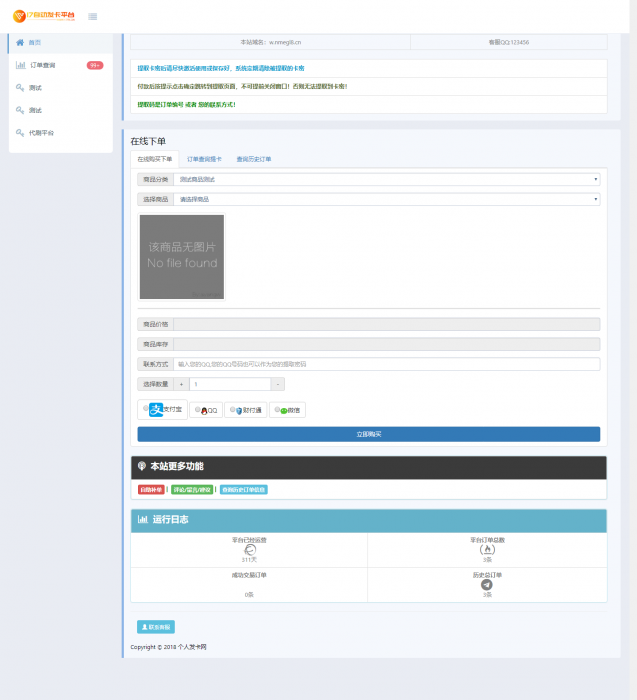 亿自动发卡平台
首页
订单查询 99+
测试
测试
代刷平台
本站域名：w.nmegl8.cn 客服QQ:123456
提取卡密后请尽快激活使用或保存好、系统定期清除被提取的卡密
付款后按提示点击确定跳转到提取页面、不可提前关闭窗口！否则无法提取到卡密!
提取码是订单编号 或者 您的联系方式！
在线下单
在线购买下单 订单查询提卡 查询历史订单
商品分类 测试商品测试
选择商品 请选择商品
该商品无图片
No file found
商品价格
商品库存
联系方式 输入您的QQ,您的QQ号码也可以作为您的提取密码
选择数量 + 1 -
支付宝 QQ 财付通 微信
立即购买
本站更多功能
自助补单 | 评论/留言/建议 | 查询历史订单信息
运行日志
平台已经运营 平台订单总数
311天 3条
成功交易订单 历史总订单
0条 3条
联系客服
Copyright © 2018 个人发卡网